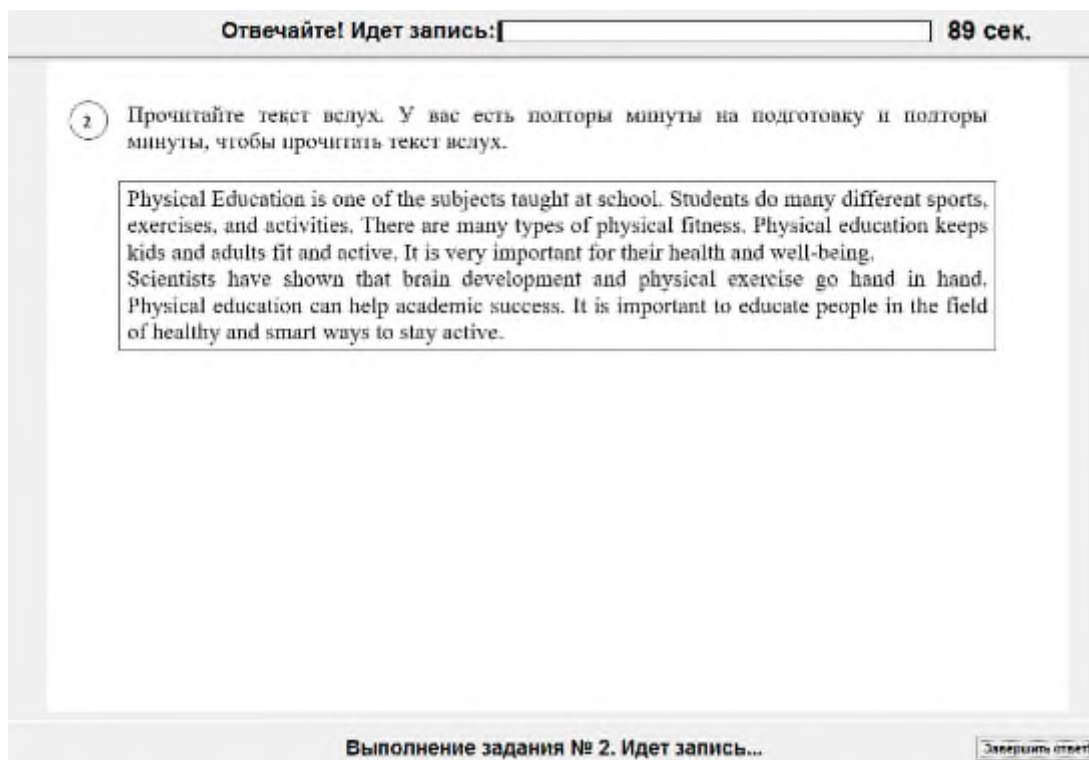 Отвечайте! Идет запись: 89 сек.
2 Прочитайте текст вслух. У вас есть полторы минуты на подготовку и полторы
минуты, чтобы прочитать текст вслух.
Physical Education is one of the subjects taught at school. Students do many different sports,
exercises, and activities. There are many types of physical fitness. Physical education keeps
kids and adults fit and active. It is very important for their health and well-being.
Scientists have shown that brain development and physical exercise go hand in hand.
Physical education can help academic success. It is important to educate people in the field
of healthy and smart ways to stay active.
Выполнение задания № 2. Идет запись...
Завершить ответ